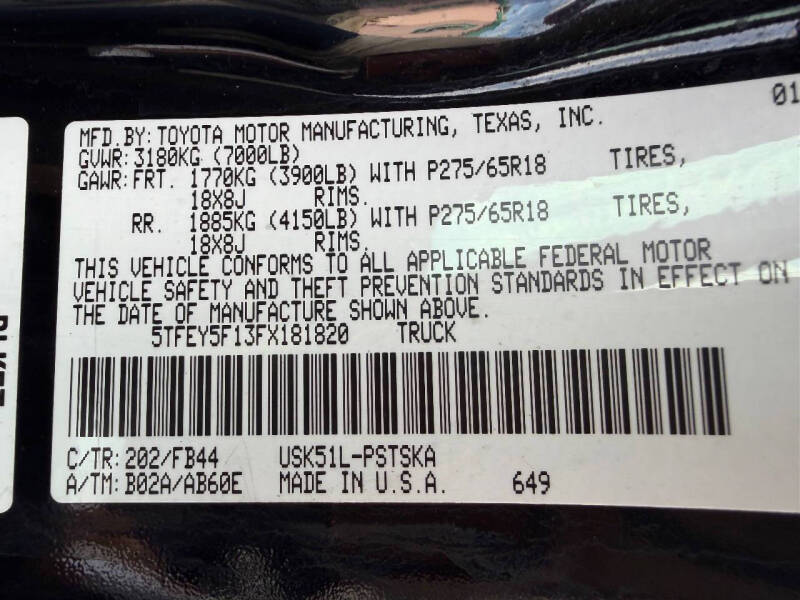 01
MFD.BY: TOYOTA MOTOR MANUFACTURING, TEXAS, INC.
GVWR: 3180KG (7000LB)
GAWR: FRT. 1770KG (3900LB) WITH P275/65R18 TIRES,
18X8J RIMS.
RR. 1885KG (4150LB) WITH P275/65R18 TIRES,
18X8J RIMS.
THIS VEHICLE CONFORMS TO ALL APPLICABLE FEDERAL MOTOR
VEHICLE SAFETY AND THEFT PREVENTION STANDARDS IN EFFECT ON
THE DATE OF MANUFACTURE SHOWN ABOVE.
5TFEY5F13FX181820 TRUCK
C/TR: 202/FB44 USK51L-PSTSKA
A/TM: B02A/AB60E MADE IN U.S.A. 649